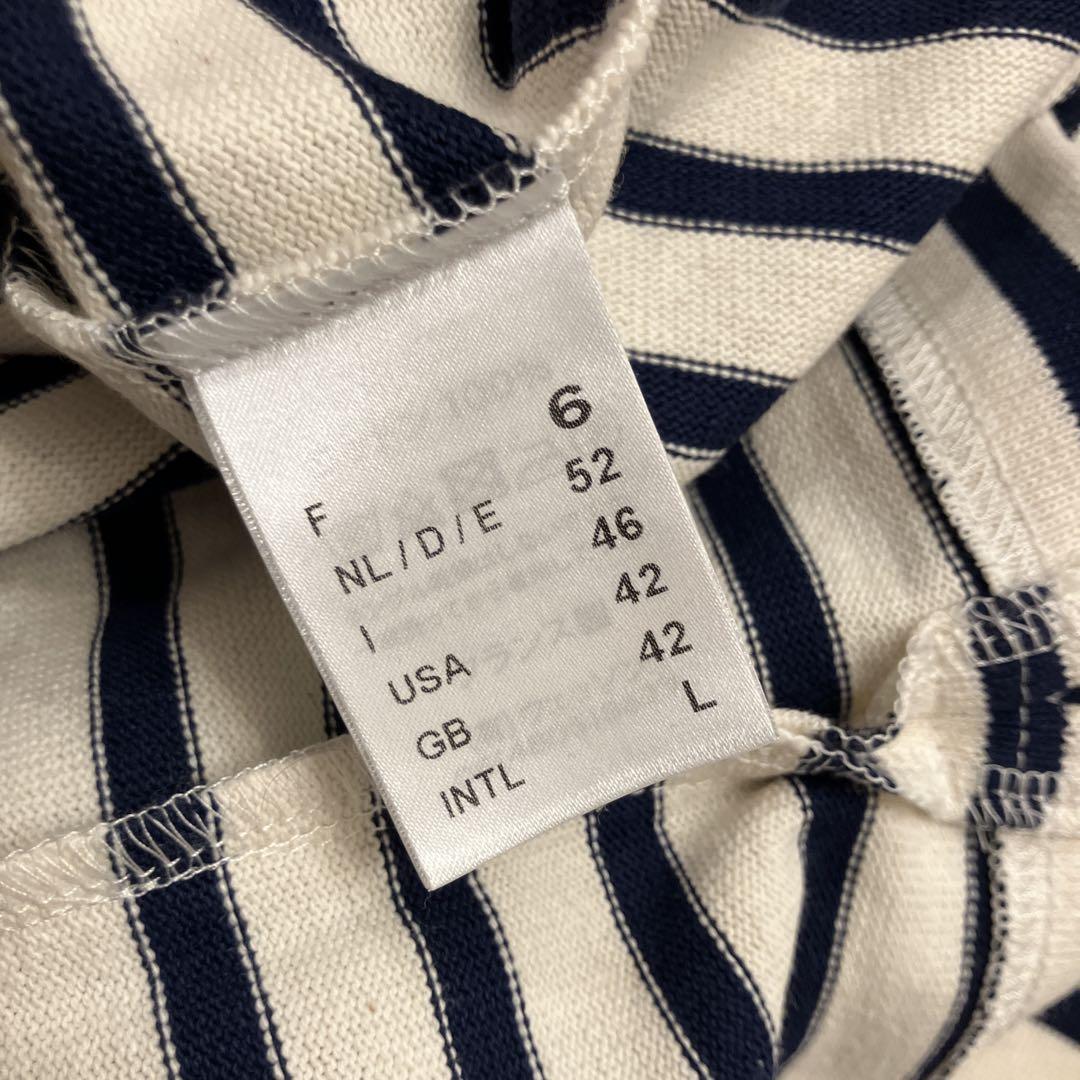 F 6
NL / D / E 52
I 46
USA 42
GB 42
INTL L